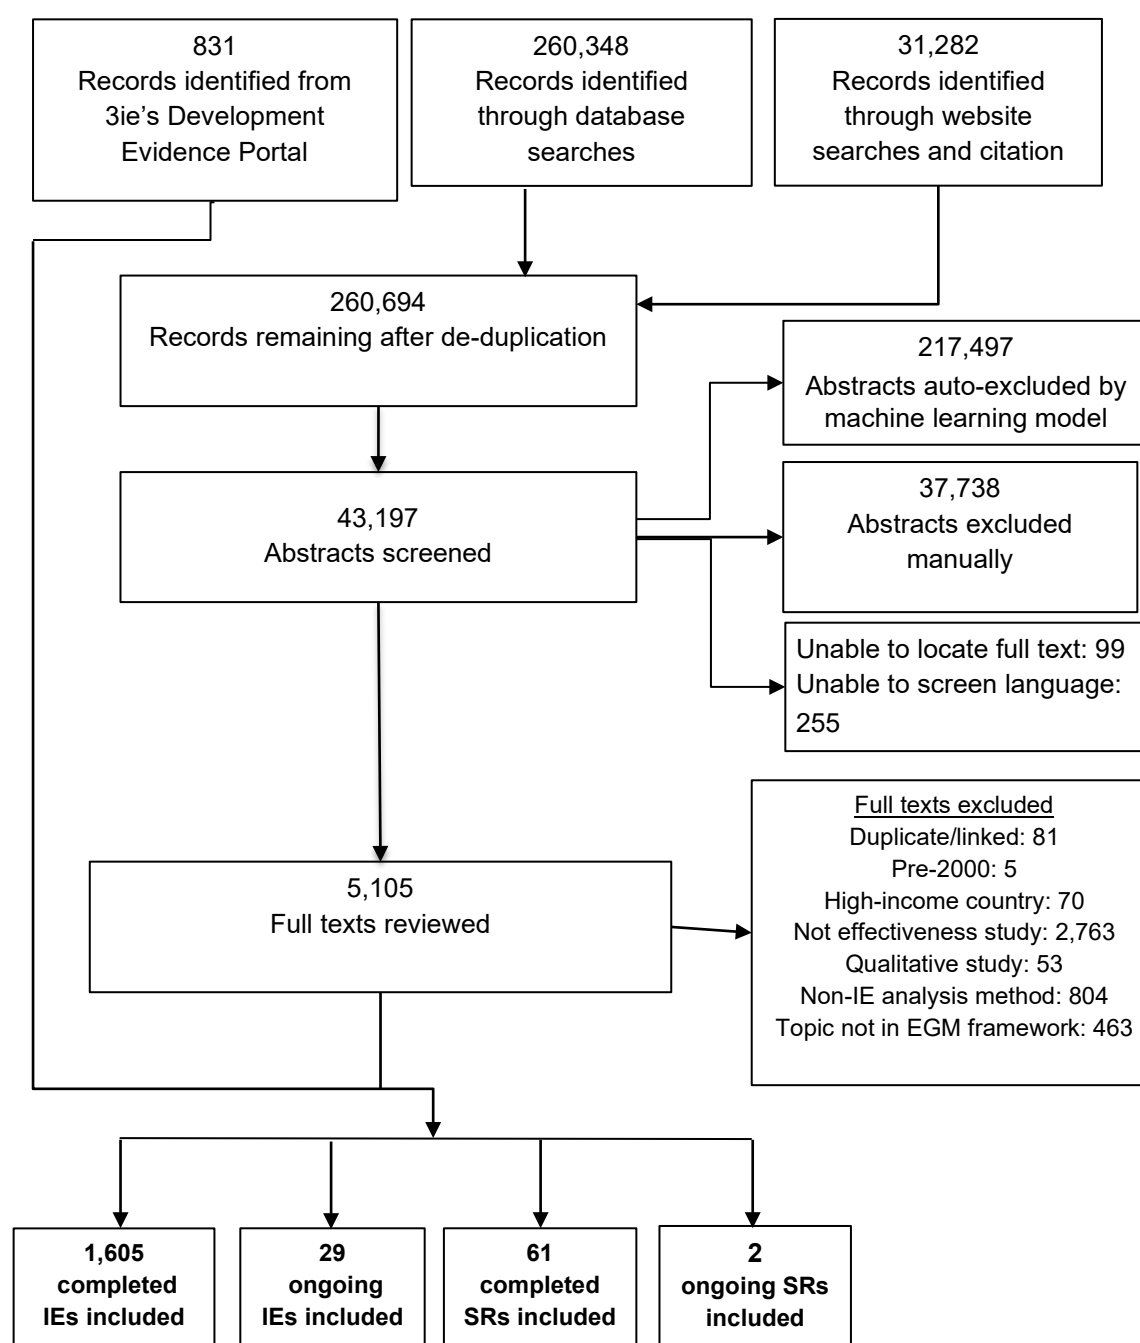 831
Records identified from
3ie's Development
Evidence Portal
260,348
Records identified
through database
searches
31,282
Records identified
through website
searches and citation
260,694
Records remaining after de-duplication
217,497
Abstracts auto-excluded by
machine learning model
43,197
Abstracts screened
37,738
Abstracts excluded
manually
Unable to locate full text: 99
Unable to screen language:
255
5,105
Full texts reviewed
Full texts excluded
Duplicate/linked: 81
Pre-2000: 5
High-income country: 70
Not effectiveness study: 2,763
Qualitative study: 53
Non-IE analysis method: 804
Topic not in EGM framework: 463
1,605
completed
IEs included
29
ongoing
IEs included
61
completed
SRs included
2
ongoing SRs
included